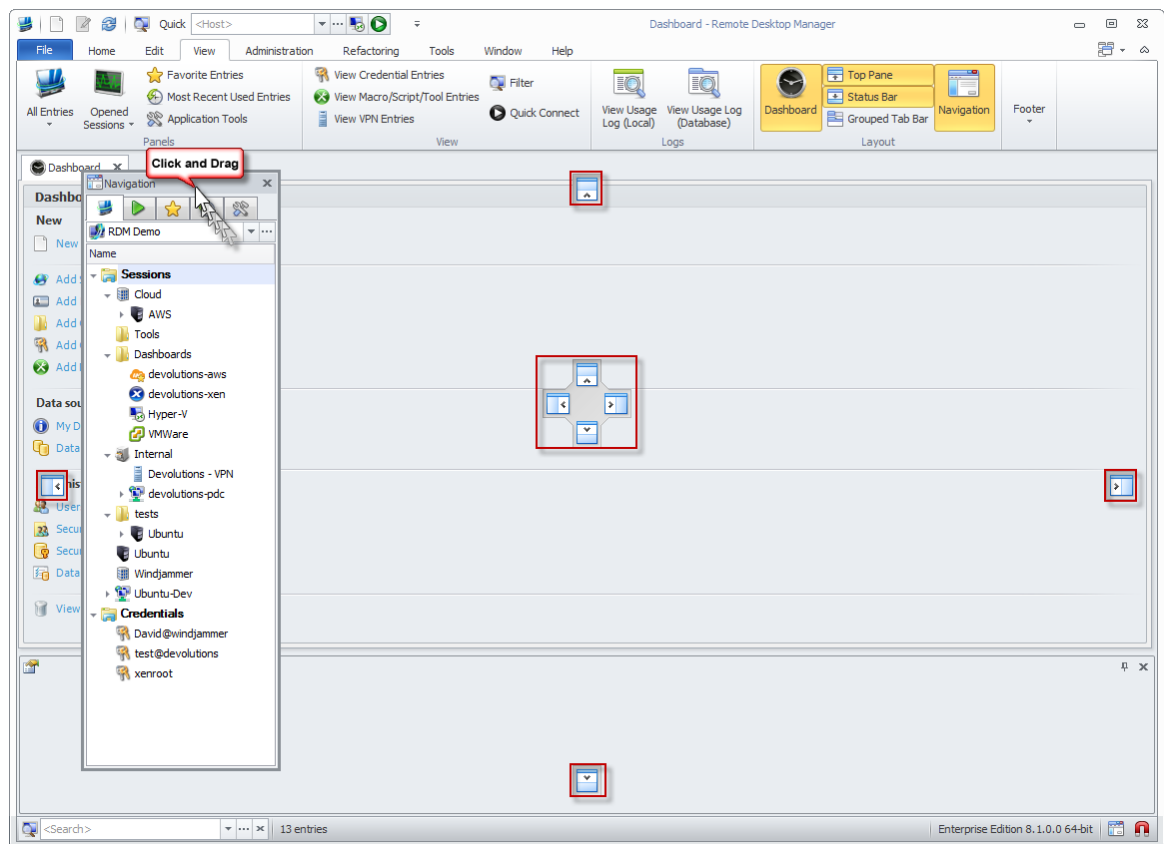 Quick <Host>
Dashboard - Remote Desktop Manager
File Home Edit View Administration Refactoring Tools Window Help
All Entries
Opened Sessions
Favorite Entries
Most Recent Used Entries
Application Tools
Panels
View Credential Entries
View Macro/Script/Tool Entries
View VPN Entries
Filter
Quick Connect
View
View Usage Log (Local)
View Usage Log (Database)
Logs
Dashboard
Top Pane
Status Bar
Grouped Tab Bar
Navigation
Layout
Footer
Dashboard
Click and Drag
Navigation
RDM Demo
Name
Sessions
Cloud
AWS
Tools
Dashboards
devolutions-aws
devolutions-xen
Hyper-V
VMWare
Internal
Devolutions - VPN
devolutions-pdc
tests
Ubuntu
Ubuntu
Windjammer
Ubuntu-Dev
Credentials
David@windjammer
test@devolutions
xenroot
Dashbo
New
New
Add
Add
Add
Add
Add
Data sou
My D
Data
nis
User
Secu
Secu
Data
View
<Search>
13 entries
Enterprise Edition 8.1.0.0 64-bit